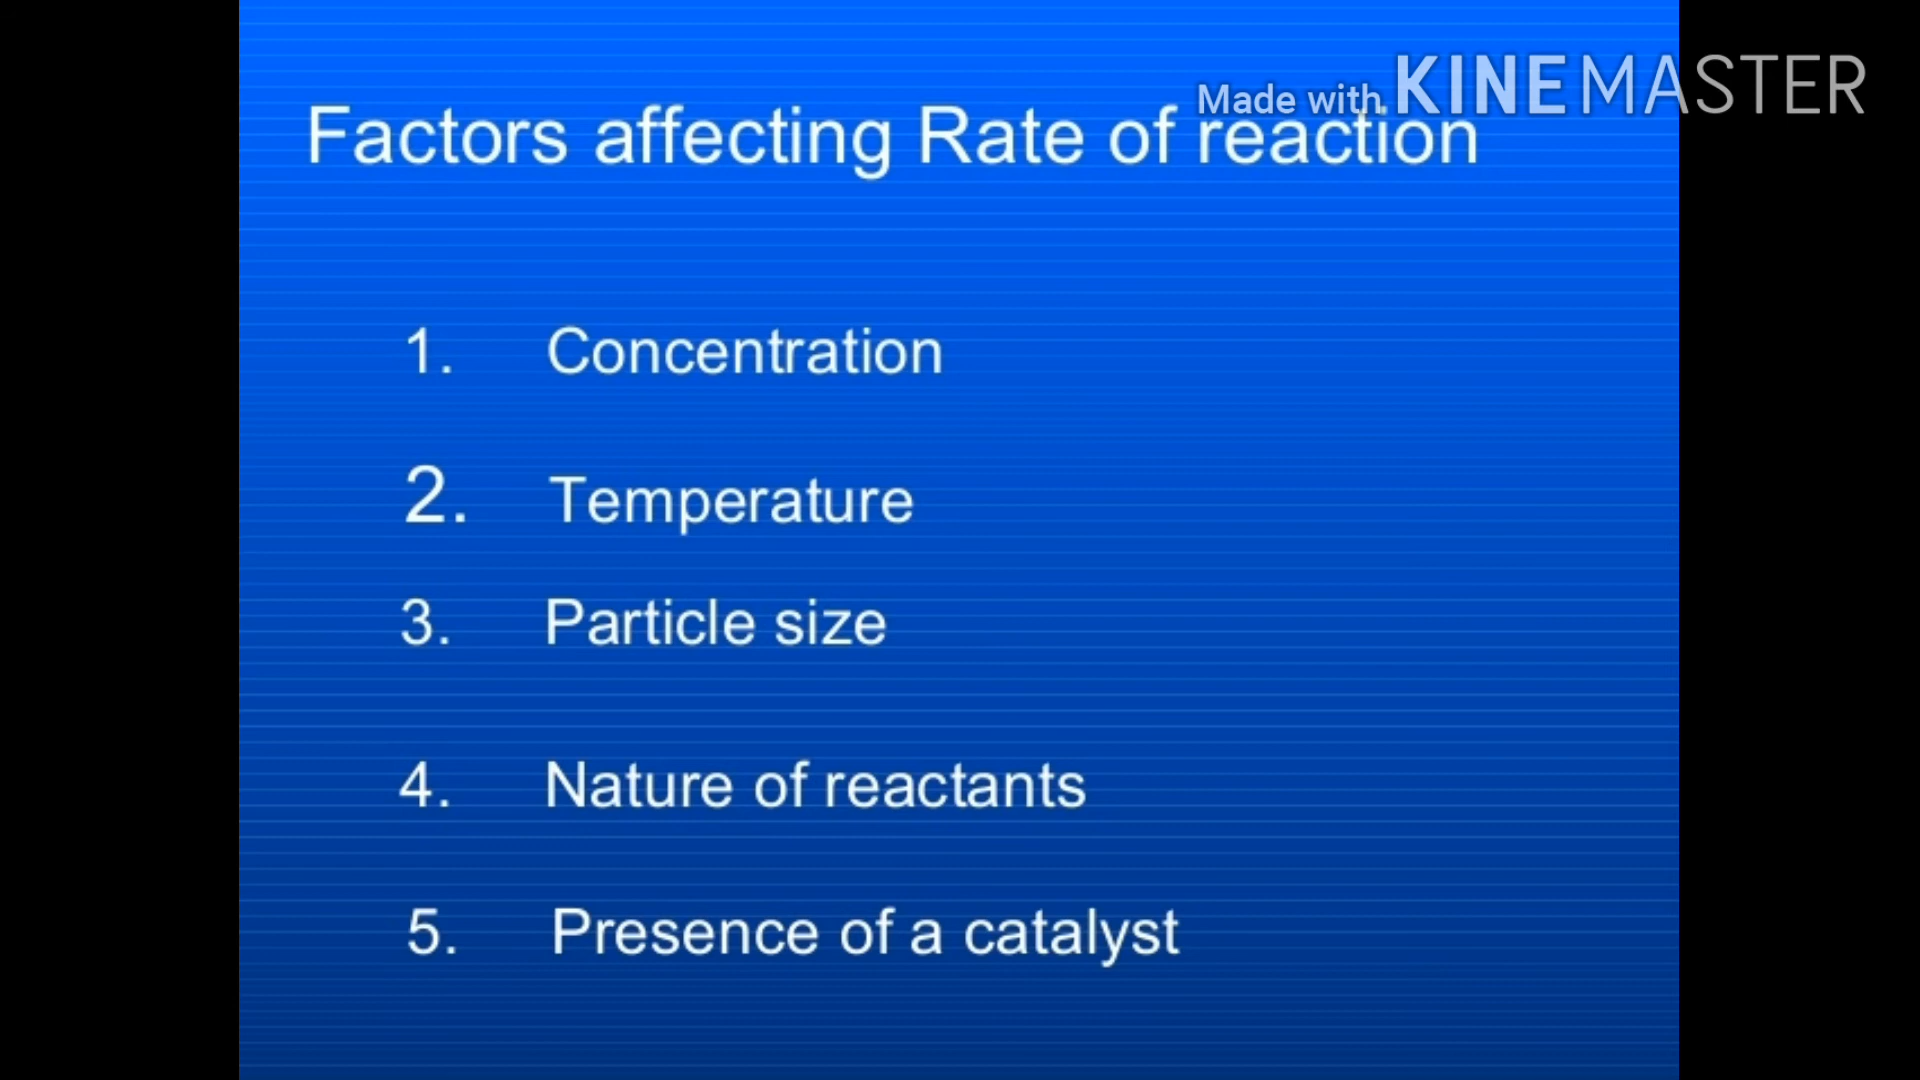 Made with KINEMASTER
Factors affecting Rate of reaction
1. Concentration
2. Temperature
3. Particle size
4. Nature of reactants
5. Presence of a catalyst